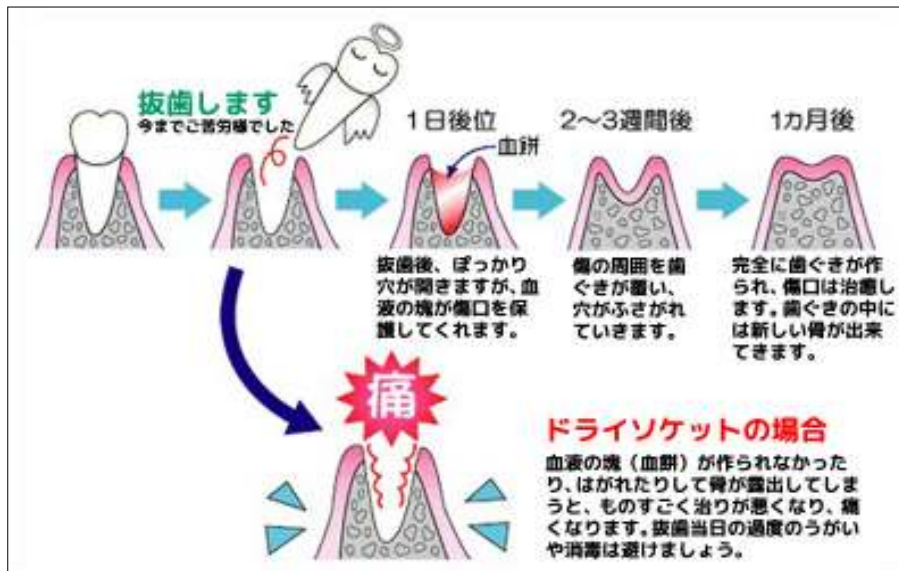 抜歯します
今までご苦労様でした
1日後位
血餅
抜歯後、ぽっかり
穴が開きますが、血
液の塊が傷口を保
護してくれます。
2〜3週間後
傷の周囲を歯
ぐきが覆い、
穴がふさがれ
ていきます。
1カ月後
完全に歯ぐきが作
られ、傷口は治癒し
ます。歯ぐきの中に
は新しい骨が出来
てきます。
痛
ドライソケットの場合
血液の塊（血餅）が作られなかった
り、はがれたりして骨が露出してしま
うと、ものすごく治りが悪くなり、痛
くなります。抜歯当日の過度のうがい
や消毒は避けましょう。